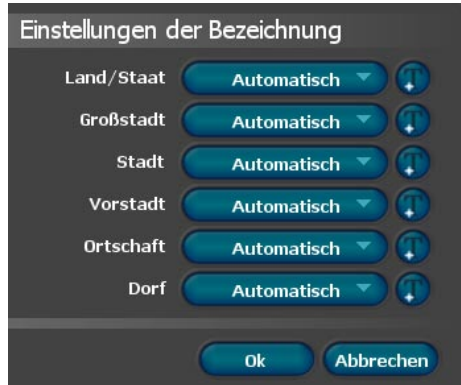 Einstellungen der Bezeichnung
Land/Staat Automatisch T
Großstadt Automatisch T
Stadt Automatisch T
Vorstadt Automatisch T
Ortschaft Automatisch T
Dorf Automatisch T
Ok Abbrechen